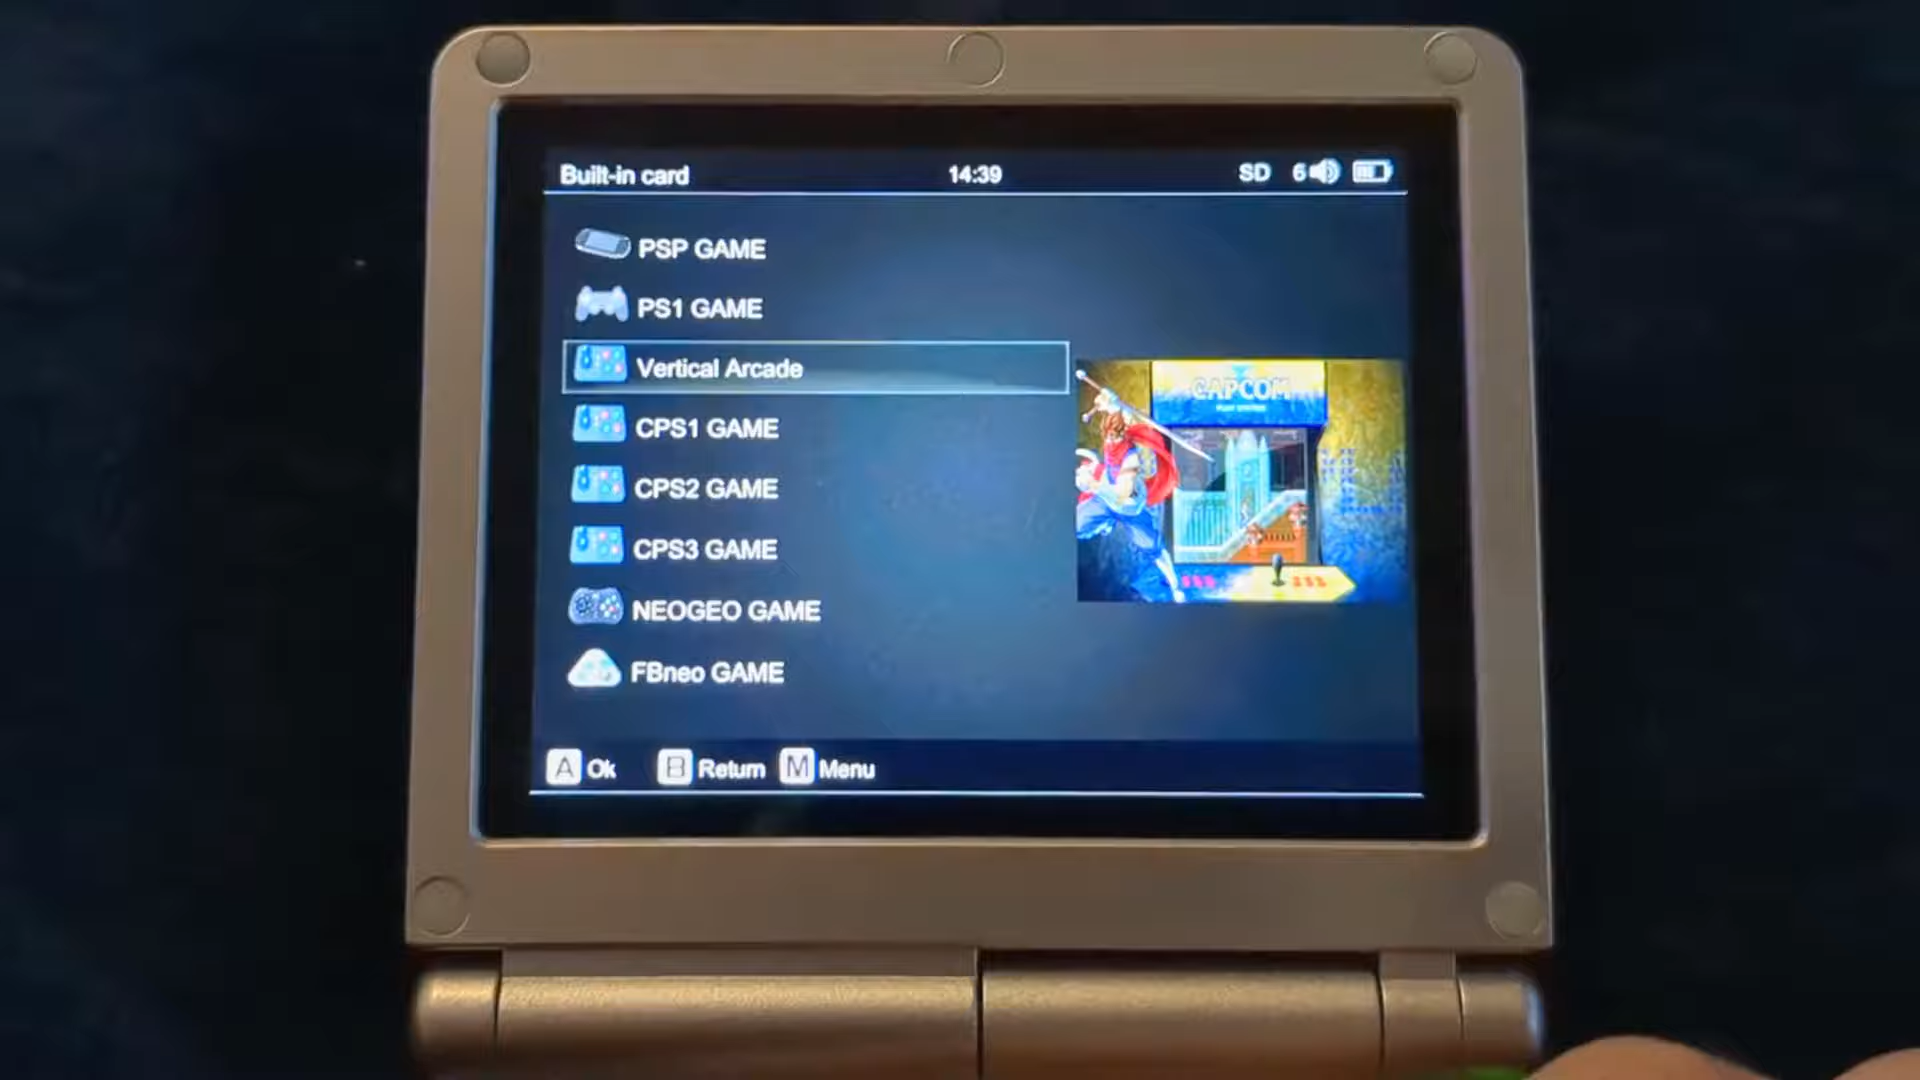 Built-in card 14:39 SD 6
PSP GAME
PS1 GAME
Vertical Arcade
CPS1 GAME
CPS2 GAME
CPS3 GAME
NEOGEO GAME
FBneo GAME
CAPCOM
A Ok B Return M Menu